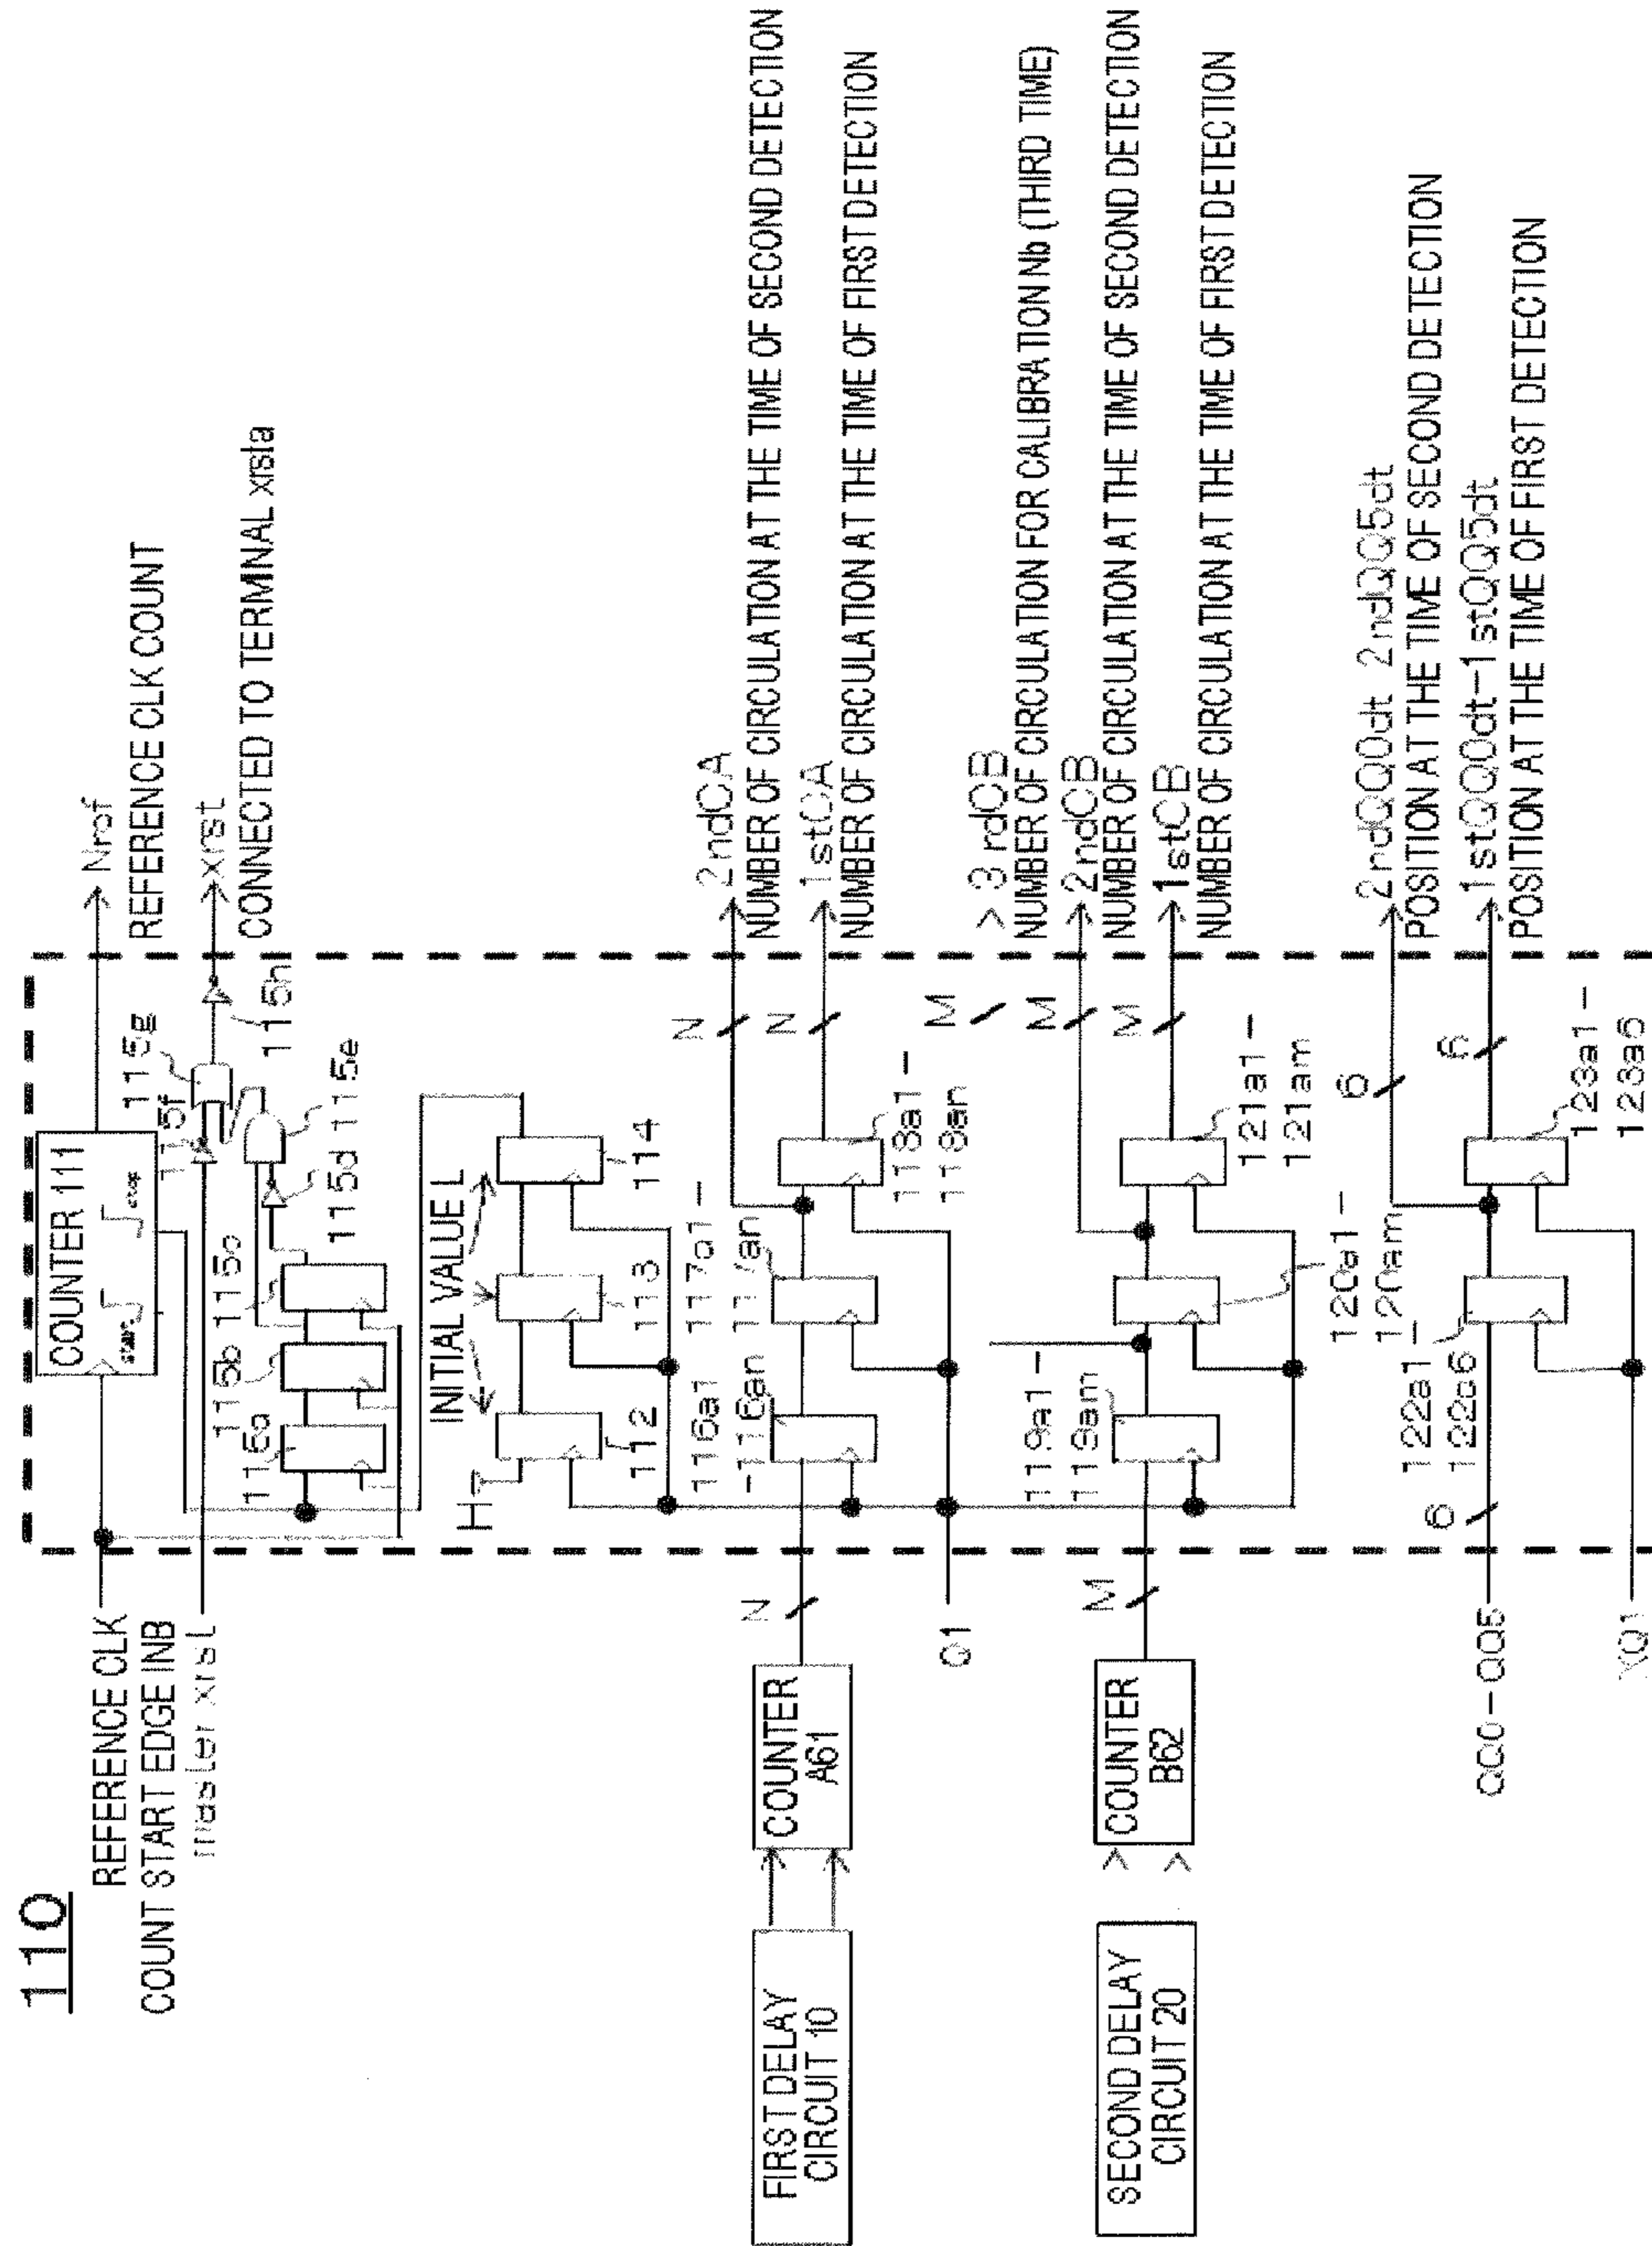 110
REFERENCE CLK
COUNT START EDGE INB
master xrst
COUNTER 111
start
stop
Nref
REFERENCE CLK COUNT
xrst
CONNECTED TO TERMINAL xrsta
115a
115b
115c
115d
115e
115f
115g
115h
H
INITIAL VALUE L
112
113
114
FIRST DELAY
CIRCUIT 10
COUNTER
A61
N
116a1
-116an
117a1-
117an
118a1-
118an
N
2ndCA
NUMBER OF CIRCULATION AT THE TIME OF SECOND DETECTION
N
1stCA
NUMBER OF CIRCULATION AT THE TIME OF FIRST DETECTION
Q1
SECOND DELAY
CIRCUIT 20
COUNTER
B62
M
119a1-
119am
120a1-
120am
121a1-
121am
M
3rdCB
NUMBER OF CIRCULATION FOR CALIBRATION Nb (THIRD TIME)
M
2ndCB
NUMBER OF CIRCULATION AT THE TIME OF SECOND DETECTION
M
1stCB
NUMBER OF CIRCULATION AT THE TIME OF FIRST DETECTION
QQ0-QQ5
6
122a1-
122a6
123a1-
123a6
6
2ndQQ0dt 2ndQQ5dt
POSITION AT THE TIME OF SECOND DETECTION
6
1stQQ0dt-1stQQ5dt
POSITION AT THE TIME OF FIRST DETECTION
XQ1